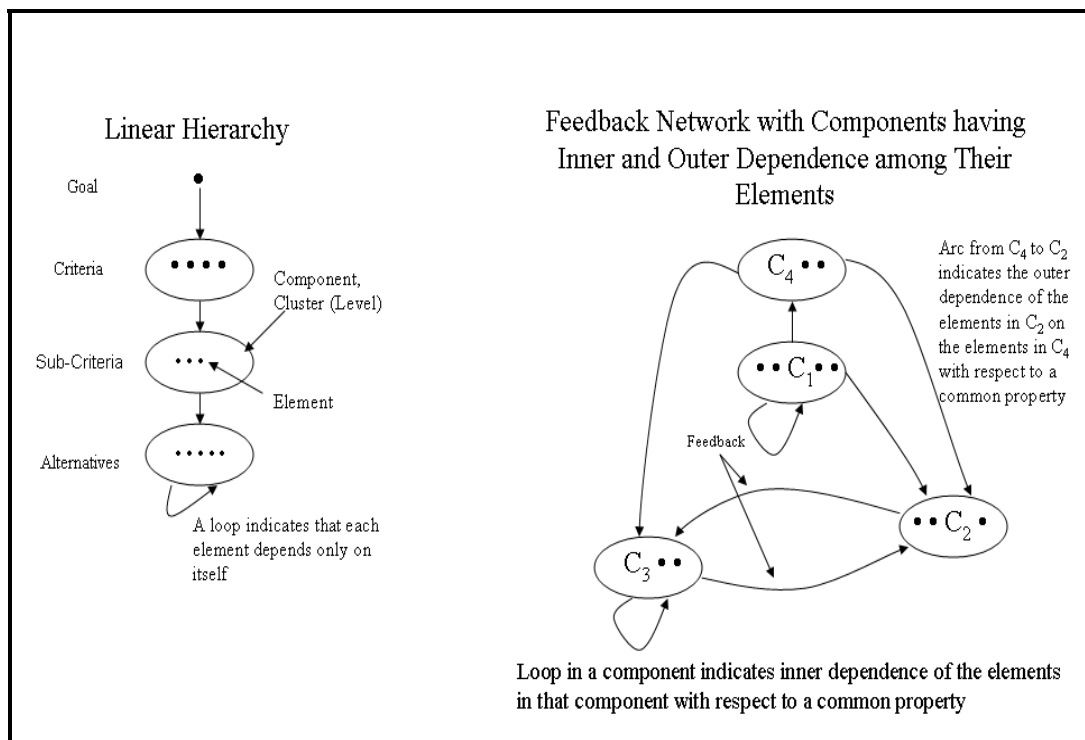 Linear Hierarchy
Goal
Criteria
Component,
Cluster (Level)
Sub-Criteria
Element
Alternatives
A loop indicates that each
element depends only on
itself
Feedback Network with Components having
Inner and Outer Dependence among Their
Elements
C4
Arc from C4 to C2
indicates the outer
dependence of the
elements in C2 on
the elements in C4
with respect to a
common property
C1
Feedback
C2
C3
Loop in a component indicates inner dependence of the elements
in that component with respect to a common property